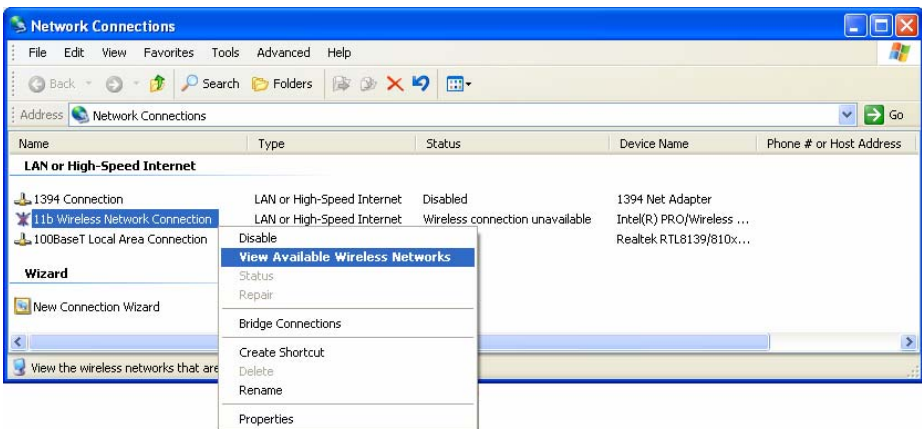 Network Connections
File Edit View Favorites Tools Advanced Help
Back Search Folders
Address Network Connections Go
Name Type Status Device Name Phone # or Host Address
LAN or High-Speed Internet
1394 Connection LAN or High-Speed Internet Disabled 1394 Net Adapter
11b Wireless Network Connection LAN or High-Speed Internet Wireless connection unavailable Intel(R) PRO/Wireless ...
100BaseT Local Area Connection Realtek RTL8139/810x...
Disable
View Available Wireless Networks
Wizard
Status
Repair
New Connection Wizard
Bridge Connections
Create Shortcut
View the wireless networks that are
Delete
Rename
Properties